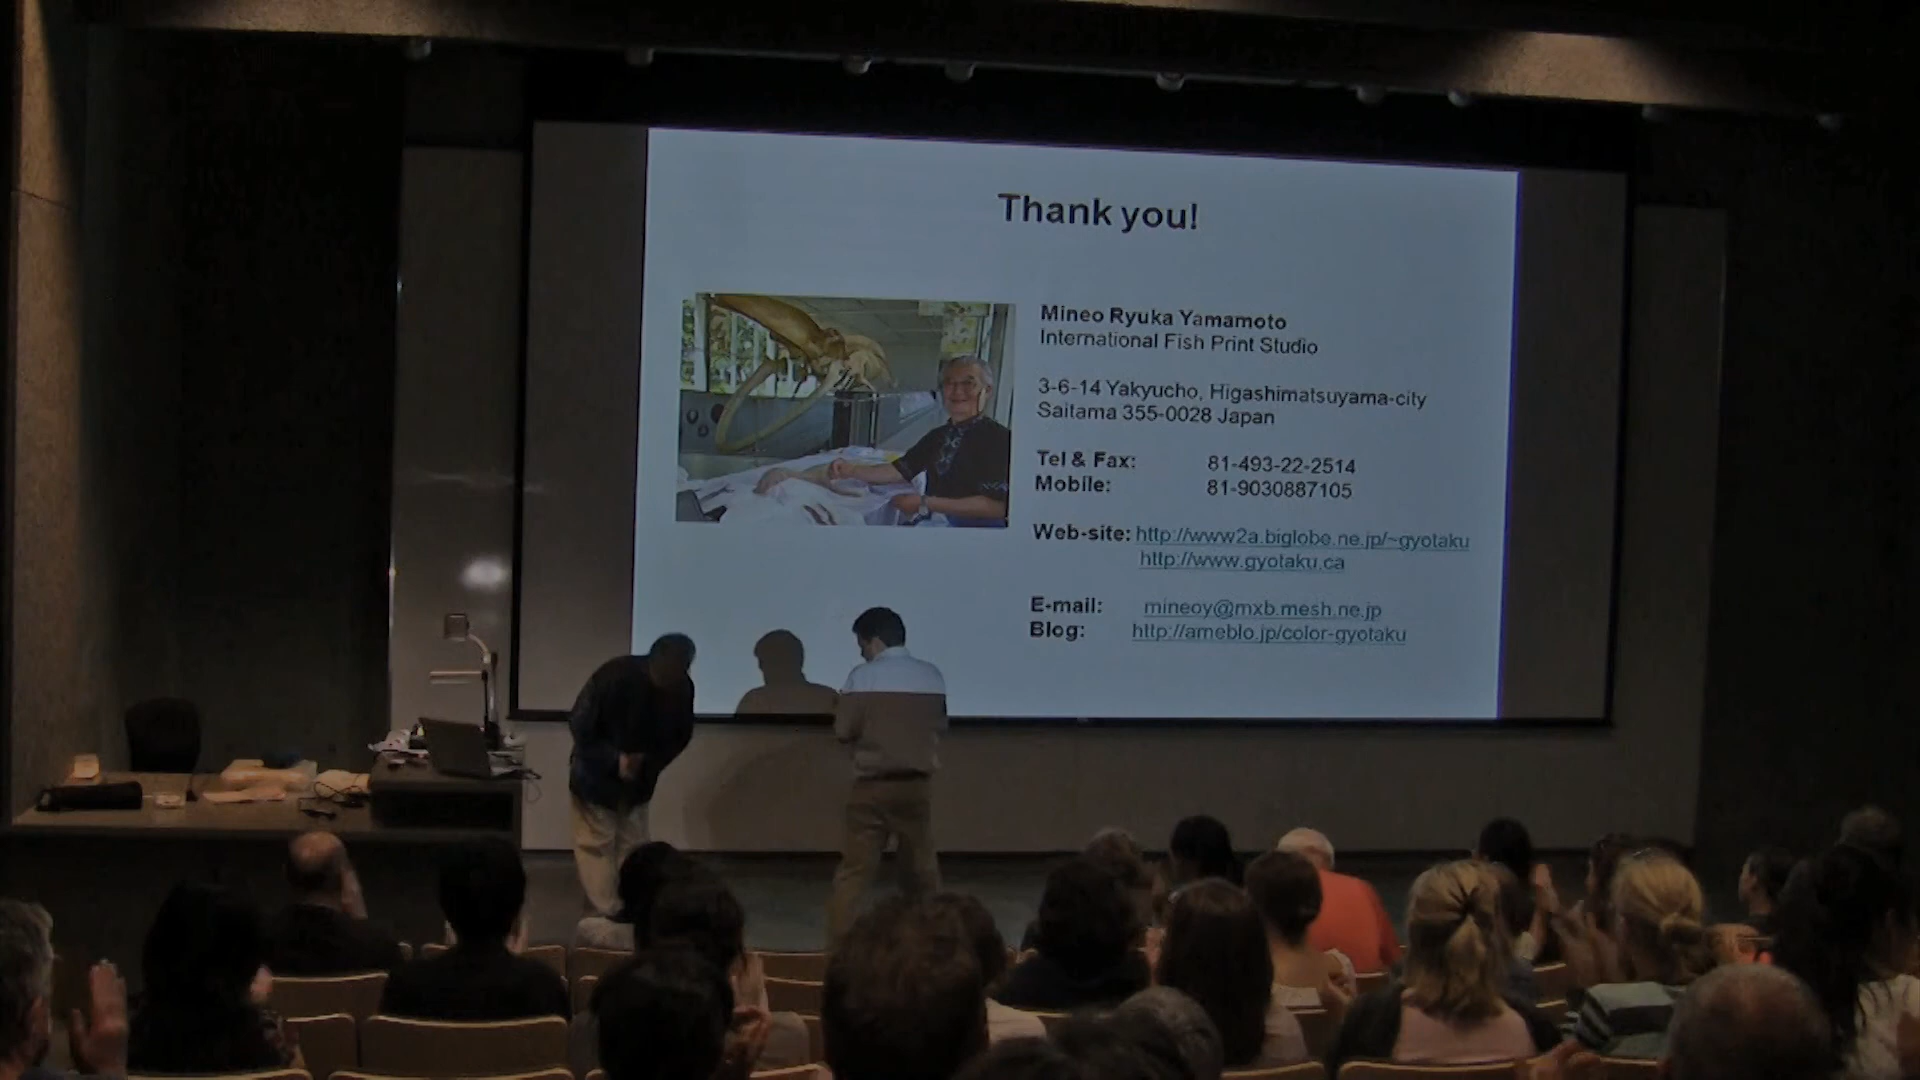 Thank you!
Mineo Ryuka Yamamoto
International Fish Print Studio
3-6-14 Yakyucho, Higashimatsuyama-city
Saitama 355-0028 Japan
Tel & Fax: 81-493-22-2514
Mobile: 81-9030887105
Web-site: http://www2a.biglobe.ne.jp/~gyotaku
http://www.gyotaku.ca
E-mail: mineoy@mxb.mesh.ne.jp
Blog: http://ameblo.jp/color-gyotaku